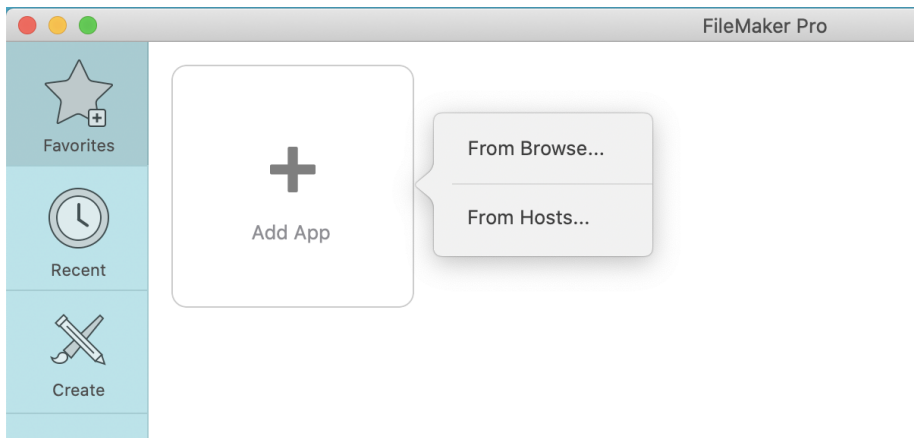 FileMaker Pro
Favorites
Recent
Create
Add App
From Browse...
From Hosts...